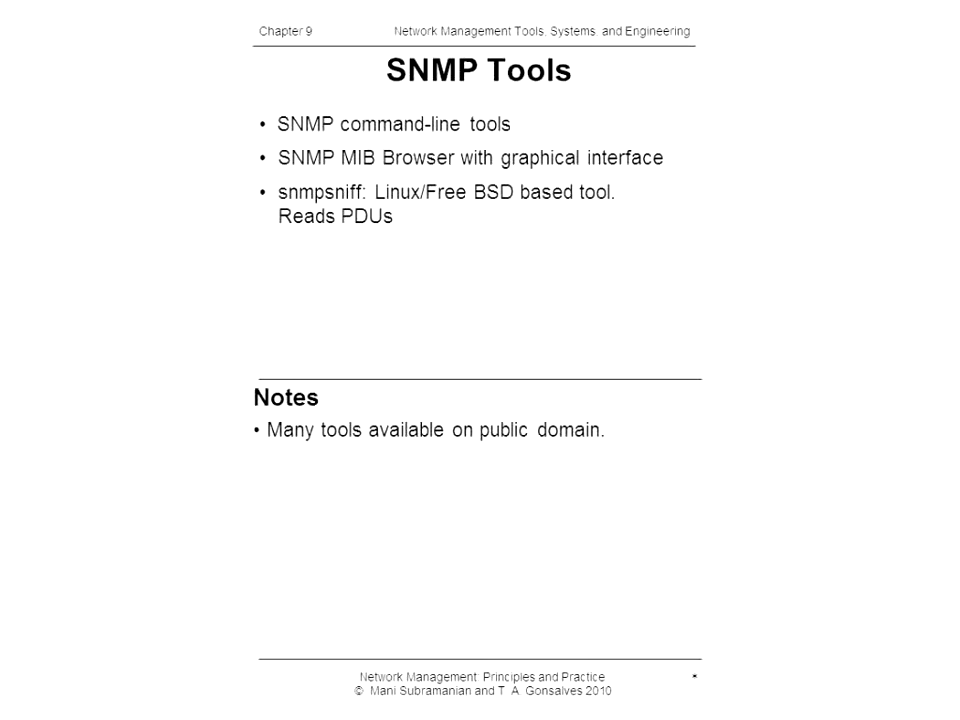 Chapter 9 Network Management Tools, Systems, and Engineering
SNMP Tools
• SNMP command-line tools
• SNMP MIB Browser with graphical interface
• snmpsniff: Linux/Free BSD based tool.
Reads PDUs
Notes
• Many tools available on public domain.
Network Management: Principles and Practice *
© Mani Subramanian and T. A. Gonsalves 2010